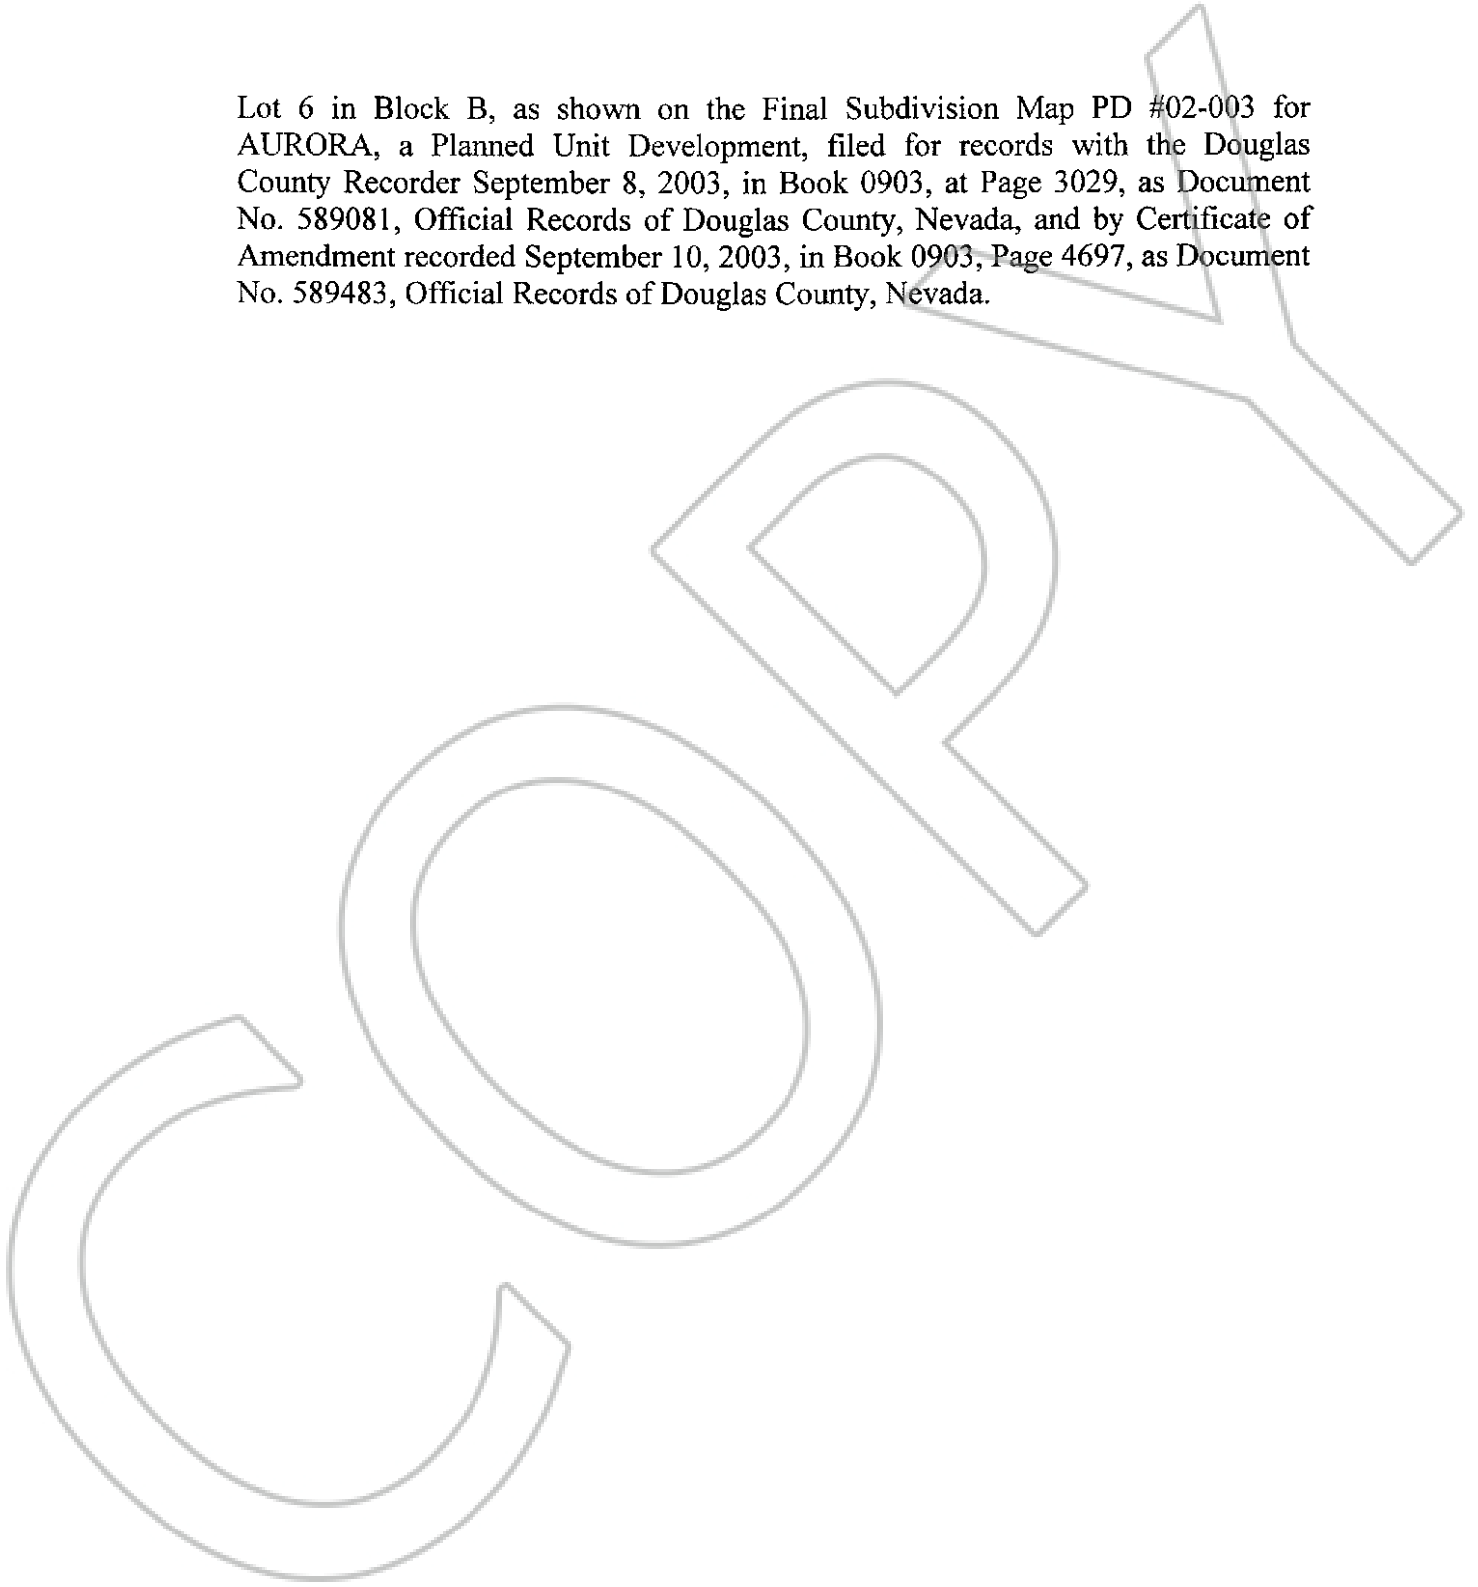 Lot 6 in Block B, as shown on the Final Subdivision Map PD #02-003 for
AURORA, a Planned Unit Development, filed for records with the Douglas
County Recorder September 8, 2003, in Book 0903, at Page 3029, as Document
No. 589081, Official Records of Douglas County, Nevada, and by Certificate of
Amendment recorded September 10, 2003, in Book 0903, Page 4697, as Document
No. 589483, Official Records of Douglas County, Nevada.
COPY